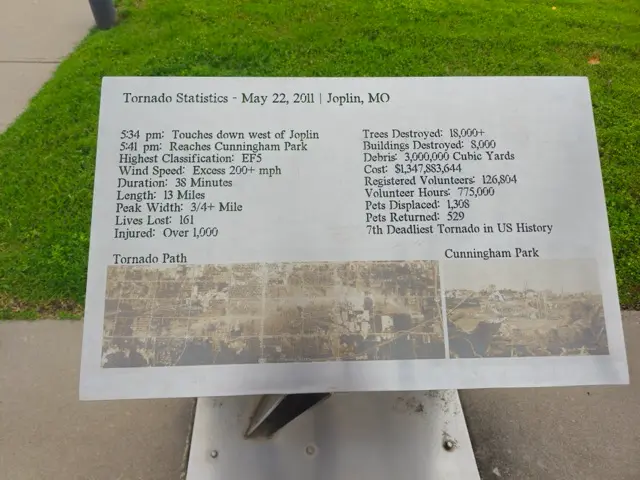 Tornado Statistics - May 22, 2011 | Joplin, MO
5:34 pm: Touches down west of Joplin
5:41 pm: Reaches Cunningham Park
Highest Classification: EF5
Wind Speed: Excess 200+ mph
Duration: 38 Minutes
Length: 13 Miles
Peak Width: 3/4+ Mile
Lives Lost: 161
Injured: Over 1,000
Trees Destroyed: 18,000+
Buildings Destroyed: 8,000
Debris: 3,000,000 Cubic Yards
Cost: $1,347,883,644
Registered Volunteers: 126,804
Volunteer Hours: 775,000
Pets Displaced: 1,308
Pets Returned: 529
7th Deadliest Tornado in US History
Tornado Path
Cunningham Park